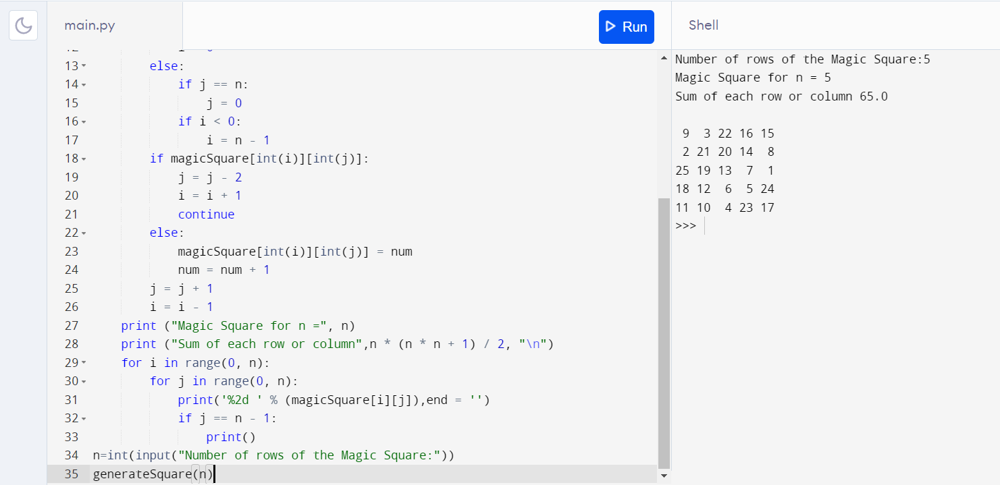 main.py
Run
Shell
13 else:
14 if j == n:
15 j = 0
16 if i < 0:
17 i = n - 1
18 if magicSquare[int(i)][int(j)]:
19 j = j - 2
20 i = i + 1
21 continue
22 else:
23 magicSquare[int(i)][int(j)] = num
24 num = num + 1
25 j = j + 1
26 i = i - 1
27 print ("Magic Square for n =", n)
28 print ("Sum of each row or column",n * (n * n + 1) / 2, "\n")
29 for i in range(0, n):
30 for j in range(0, n):
31 print('%2d ' % (magicSquare[i][j]),end = '')
32 if j == n - 1:
33 print()
34 n=int(input("Number of rows of the Magic Square:"))
35 generateSquare(n)
Number of rows of the Magic Square:5
Magic Square for n = 5
Sum of each row or column 65.0
9 3 22 16 15
2 21 20 14 8
25 19 13 7 1
18 12 6 5 24
11 10 4 23 17
>>>